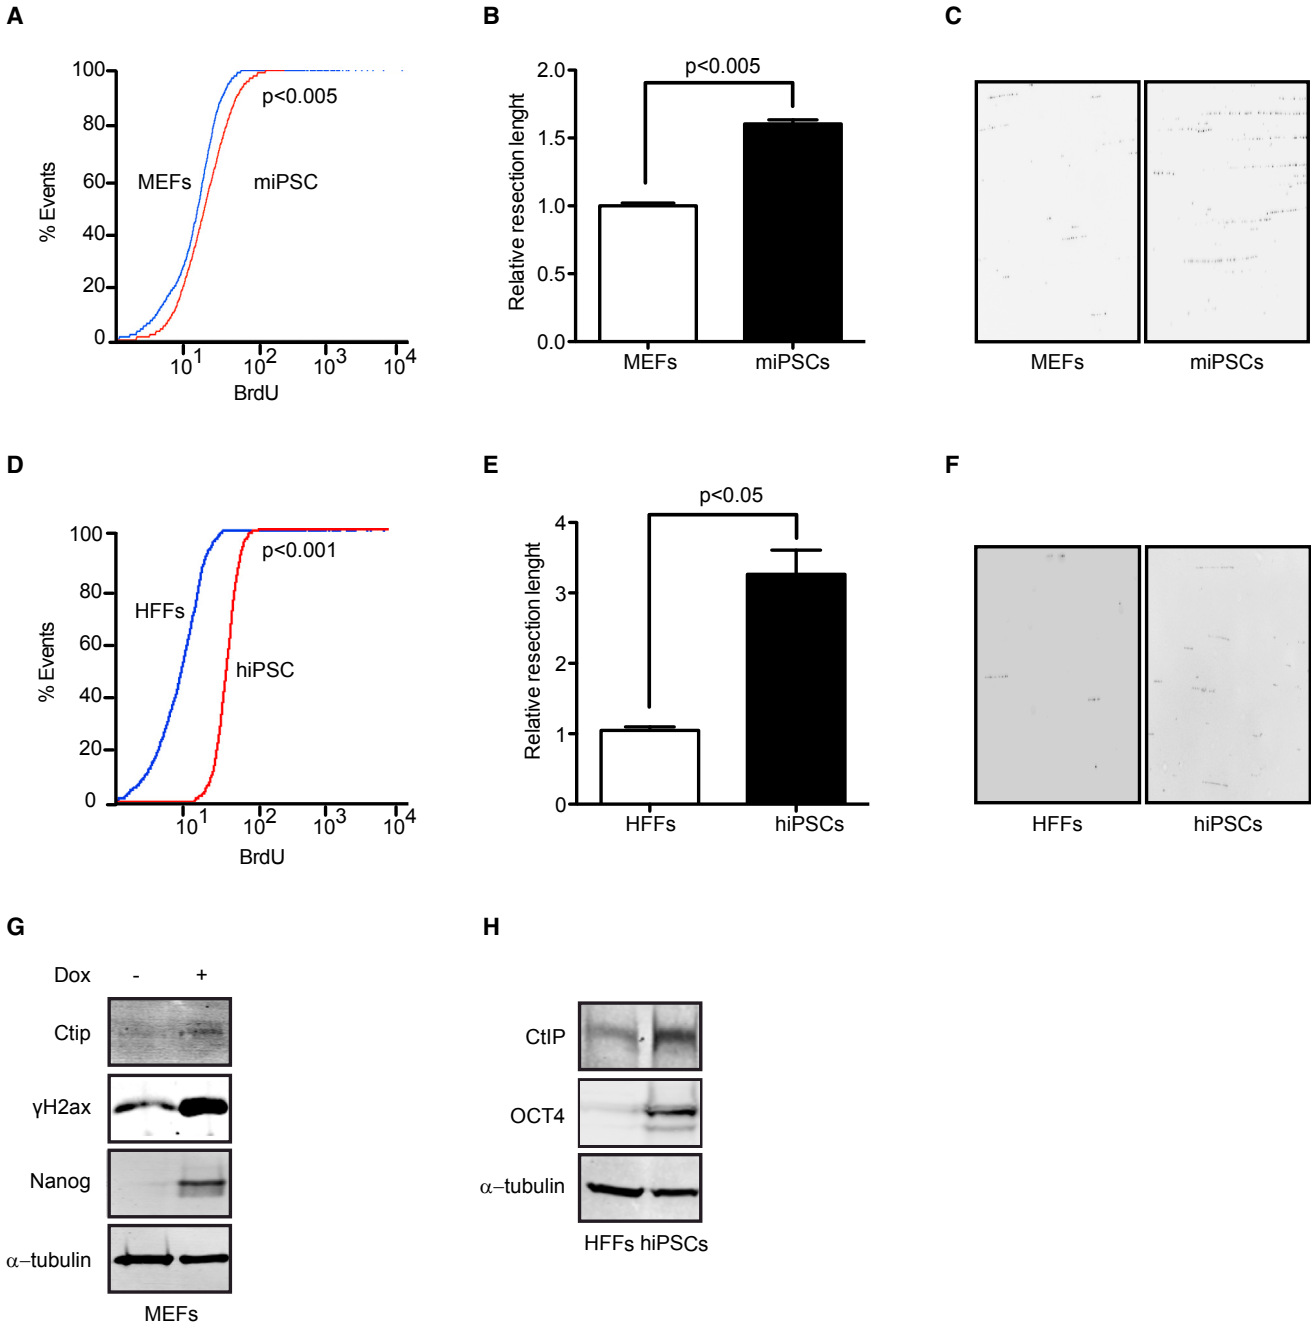 A
B
C
100
80
60
40
20
0
% Events
p<0.005
MEFs
miPSC
10^1
10^2
10^3
10^4
BrdU
2.0
1.5
1.0
0.5
0.0
Relative resection lenght
p<0.005
MEFs
miPSCs
MEFs
miPSCs
D
E
F
100
80
60
40
20
0
% Events
p<0.001
HFFs
hiPSC
10^1
10^2
10^3
10^4
BrdU
4
3
2
1
0
Relative resection lenght
p<0.05
HFFs
hiPSCs
HFFs
hiPSCs
G
H
Dox - +
Ctip
γH2ax
Nanog
α-tubulin
MEFs
CtIP
OCT4
α-tubulin
HFFs hiPSCs